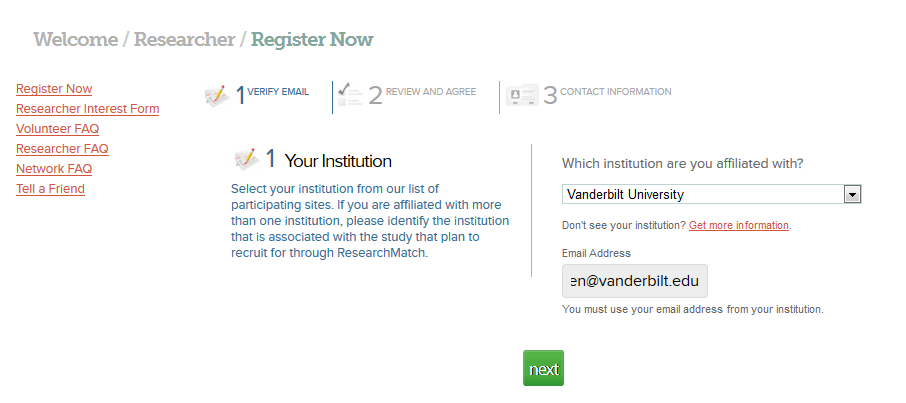 Welcome / Researcher / Register Now
Register Now
Researcher Interest Form
Volunteer FAQ
Researcher FAQ
Network FAQ
Tell a Friend
1 VERIFY EMAIL
2 REVIEW AND AGREE
3 CONTACT INFORMATION
1 Your Institution
Select your institution from our list of
participating sites. If you are affiliated with more
than one institution, please identify the institution
that is associated with the study that plan to
recruit for through ResearchMatch.
Which institution are you affiliated with?
Vanderbilt University
Don't see your institution? Get more information.
Email Address
en@vanderbilt.edu
You must use your email address from your institution.
next